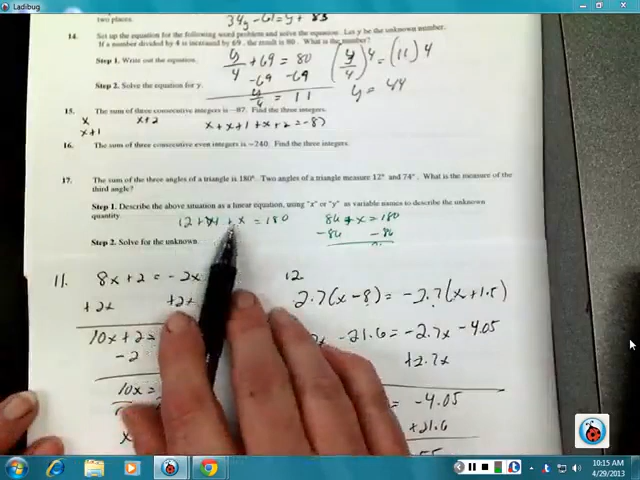 Ladibug
two places.
34y - 61 = y + 83
14. Set up the equation for the following word problem and solve the equation. Let y be the unknown number.
If a number divided by 4 is increased by 69, the result is 80. What is the number?
Step 1. Write out the equation.
y/4 + 69 = 80
-69 -69
(y/4)4 = (11)4
Step 2. Solve the equation for y.
y/4 = 11
y = 44
15. The sum of three consecutive integers is -87. Find the three integers.
x x+2
x+1
x + x + 1 + x + 2 = -87
16. The sum of three consecutive even integers is -240. Find the three integers.
17. The sum of the three angles of a triangle is 180°. Two angles of a triangle measure 12° and 74°. What is the measure of the
third angle?
Step 1. Describe the above situation as a linear equation, using "x" or "y" as variable names to describe the unknown
quantity.
+ x = 180
86 + x = 180
-86 -86
Step 2. Solve for the unknown.
11. 8x + 2 = -2x
+2x +2x
10x + 2 =
-2
10x =
x
12.
2.7(x - 8) = -2.7(x + 1.5)
x - 21.6 = -2.7x - 4.05
+2.7x
= -4.05
+21.6
Ladibug
10:15 AM
4/29/2013